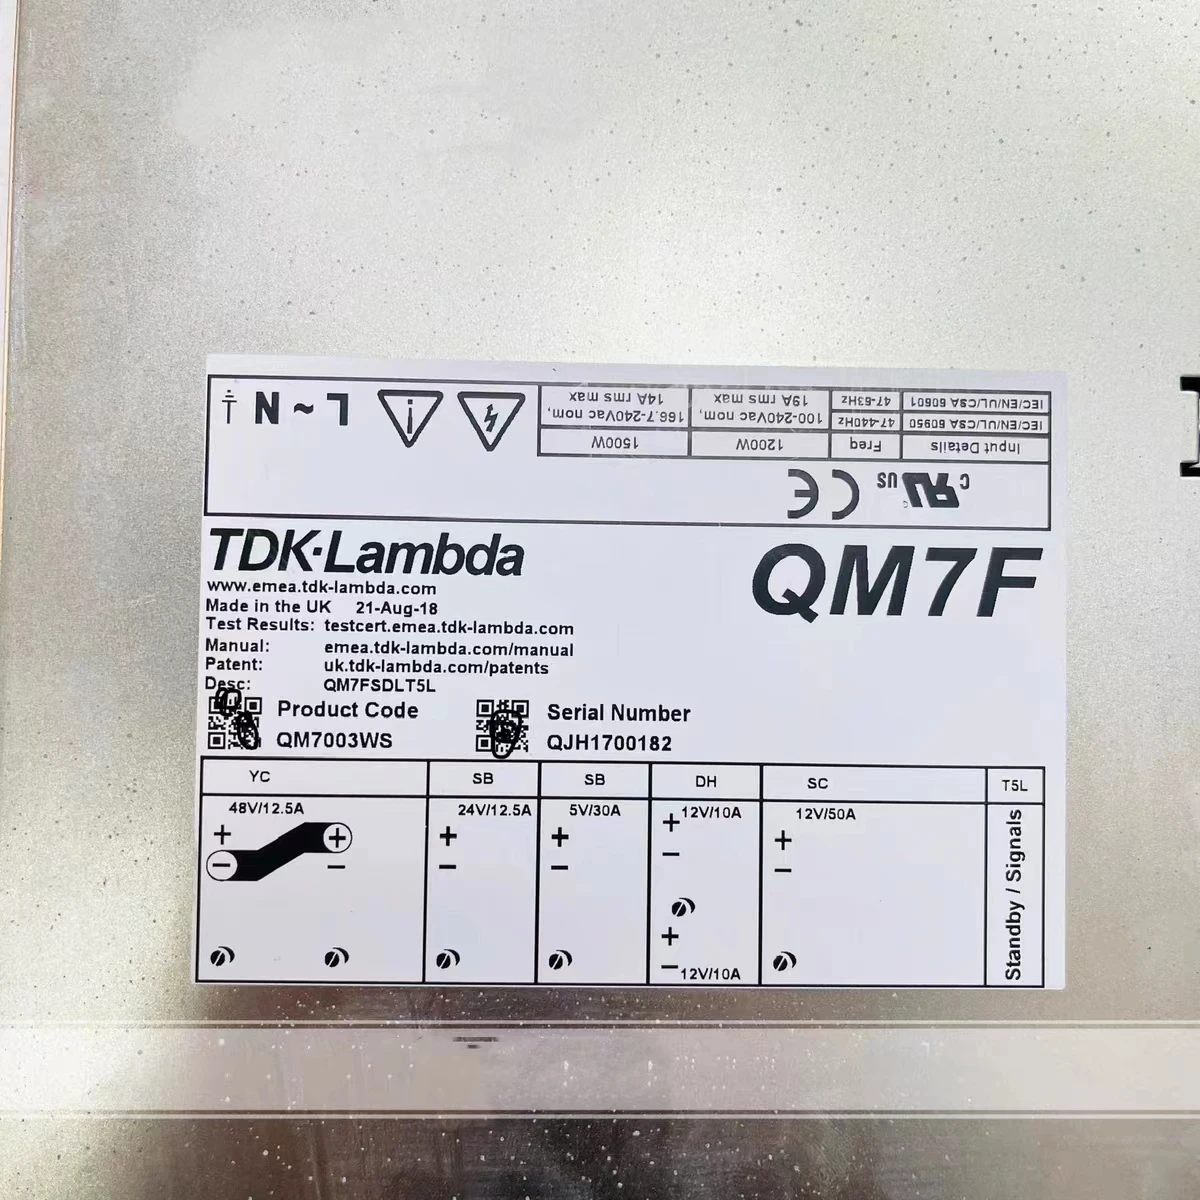 Input Details Freq 1200W 1500W
IEC/EN/UL/CSA 60950 47-440Hz 100-240Vac nom, 166.7-240Vac nom,
IEC/EN/UL/CSA 60601 47-63Hz 19A rms max 14A rms max
L ~ N
C US CE
TDK·Lambda
QM7F
www.emea.tdk-lambda.com
Made in the UK 21-Aug-18
Test Results: testcert.emea.tdk-lambda.com
Manual: emea.tdk-lambda.com/manual
Patent: uk.tdk-lambda.com/patents
Desc: QM7FSDLT5L
Product Code
QM7003WS
Serial Number
QJH1700182
YC SB SB DH SC T5L
48V/12.5A 24V/12.5A 5V/30A 12V/10A 12V/50A
+ + + + + +
− − − − − −
+
− 12V/10A
Standby / Signals